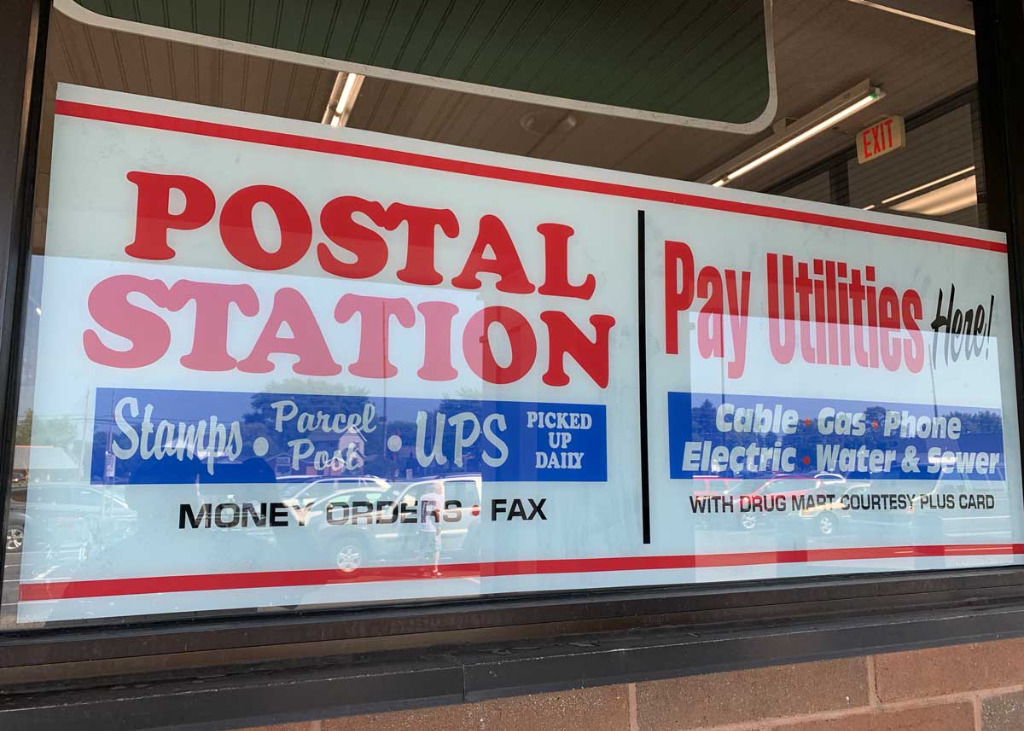 EXIT
POSTAL
STATION
Stamps • Parcel Post • UPS PICKED UP DAILY
MONEY ORDERS • FAX
Pay Utilities Here!
Cable • Gas • Phone
Electric • Water & Sewer
WITH DRUG MART COURTESY PLUS CARD